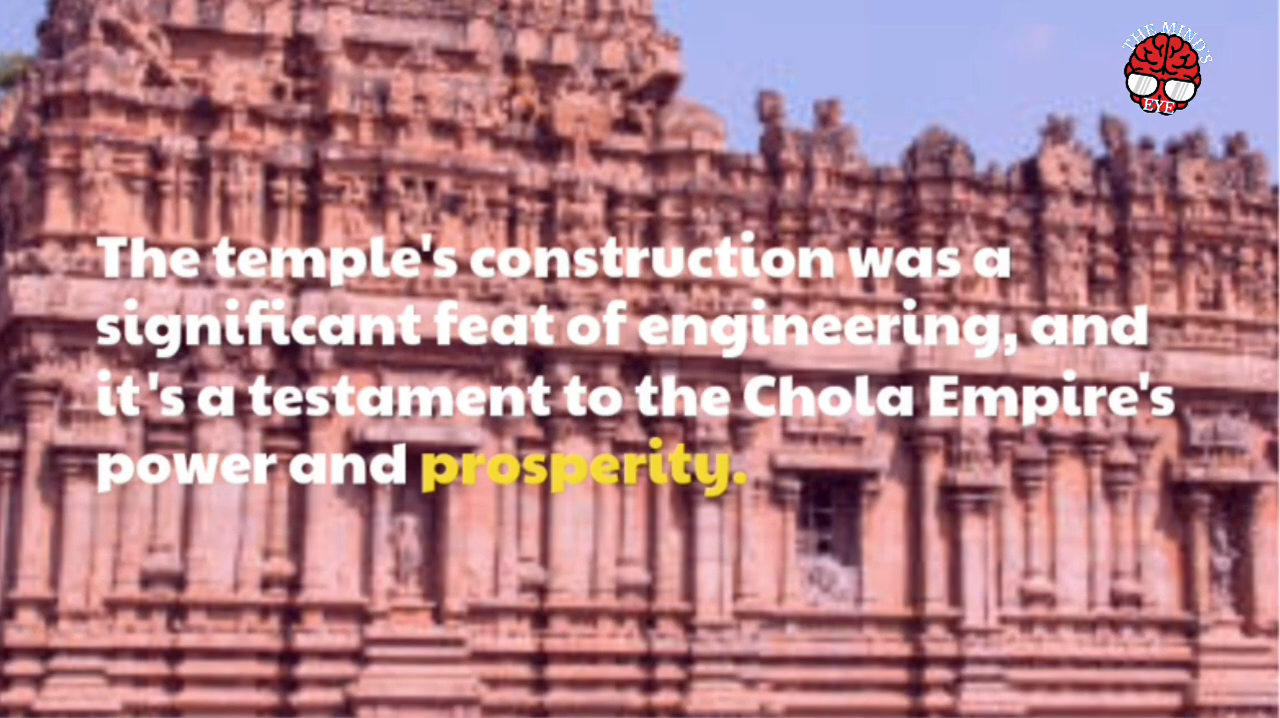 THE MIND'S
EYE
The temple's construction was a
significant feat of engineering, and
it's a testament to the Chola Empire's
power and prosperity.